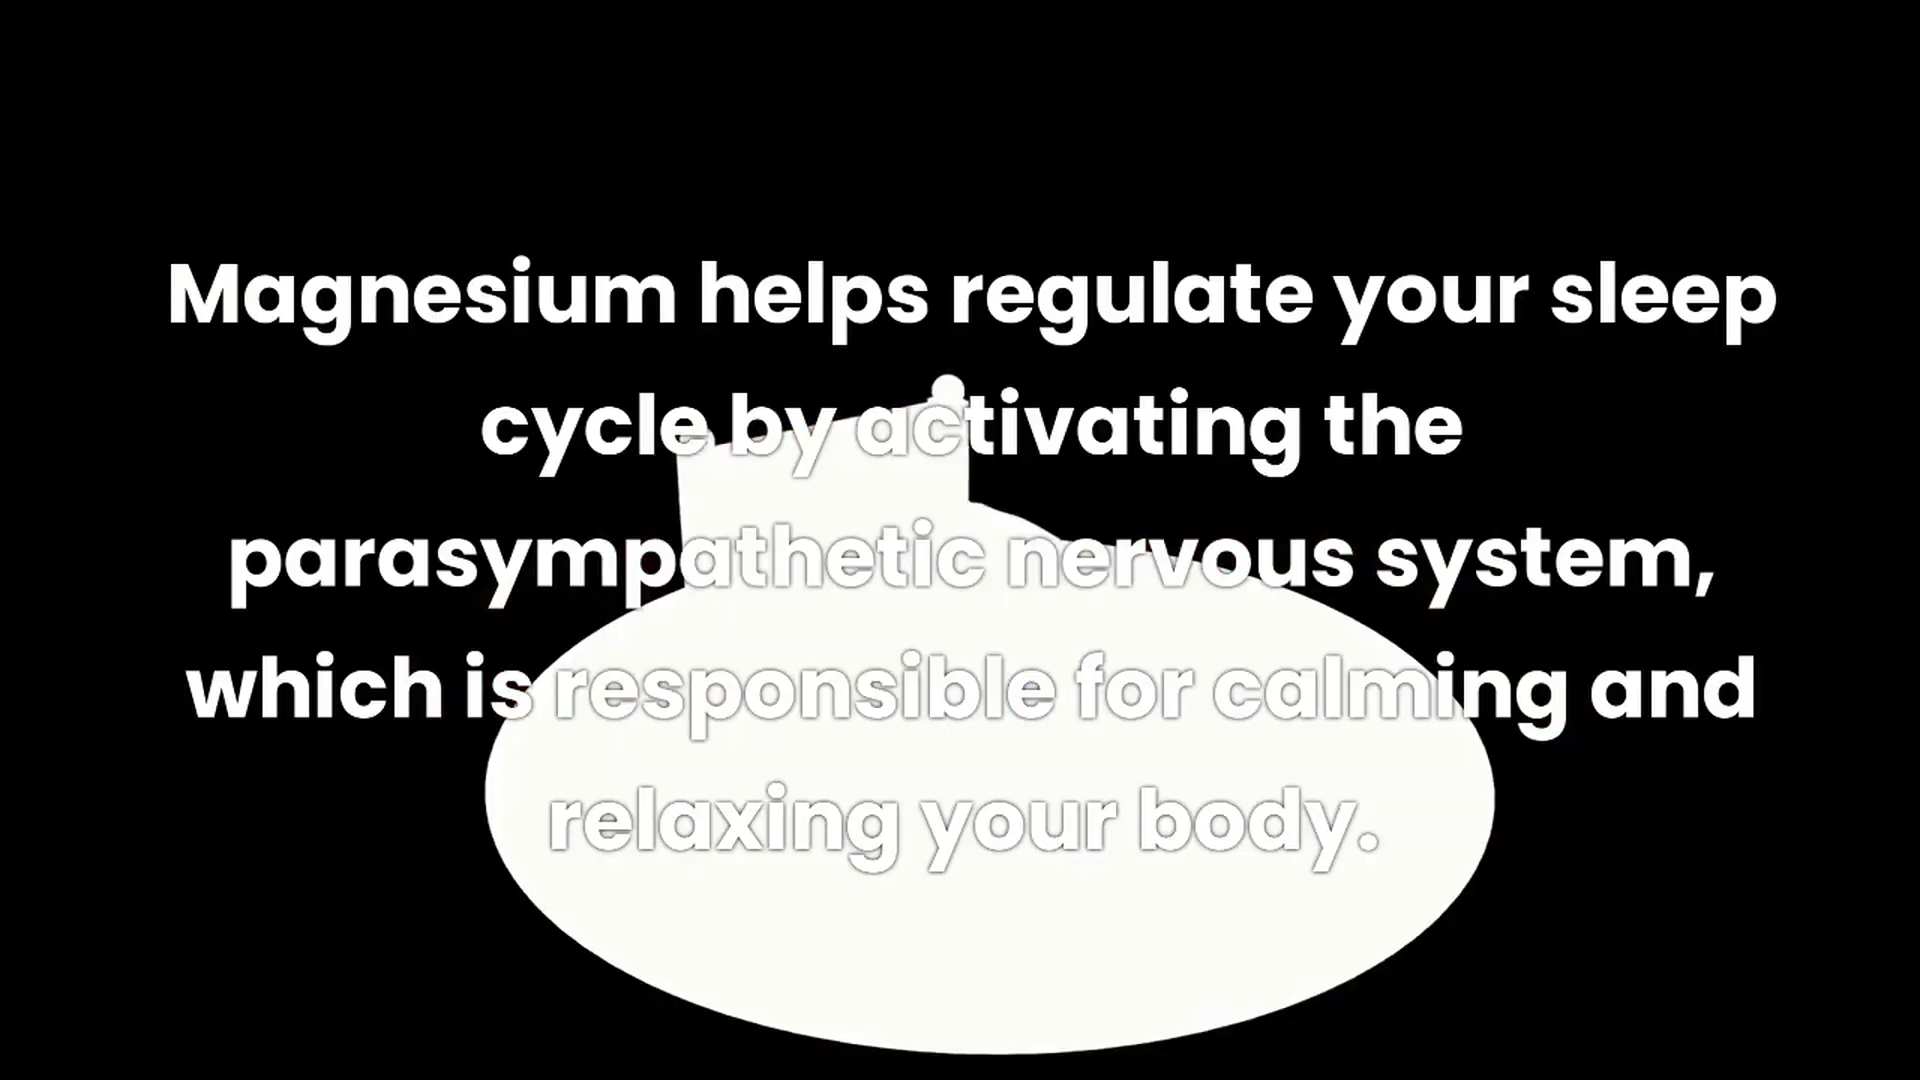 Magnesium helps regulate your sleep
cycle by activating the
parasympathetic nervous system,
which is responsible for calming and
relaxing your body.